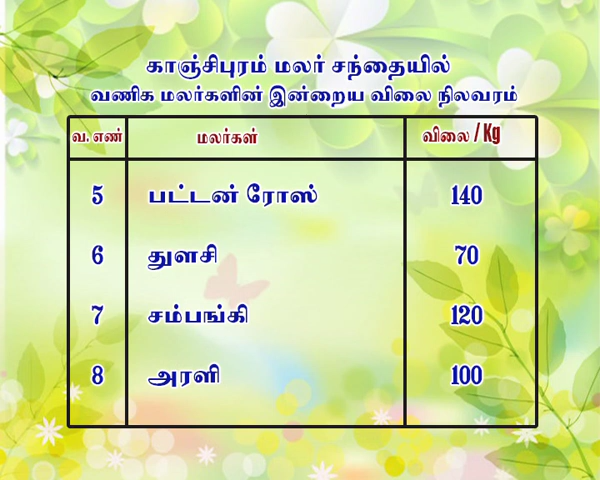 காஞ்சிபுரம் மலர் சந்தையில்
வணிக மலர்களின் இன்றைய விலை நிலவரம்
வ. எண் மலர்கள் விலை / Kg
5 பட்டன் ரோஸ் 140
6 துளசி 70
7 சம்பங்கி 120
8 அரளி 100